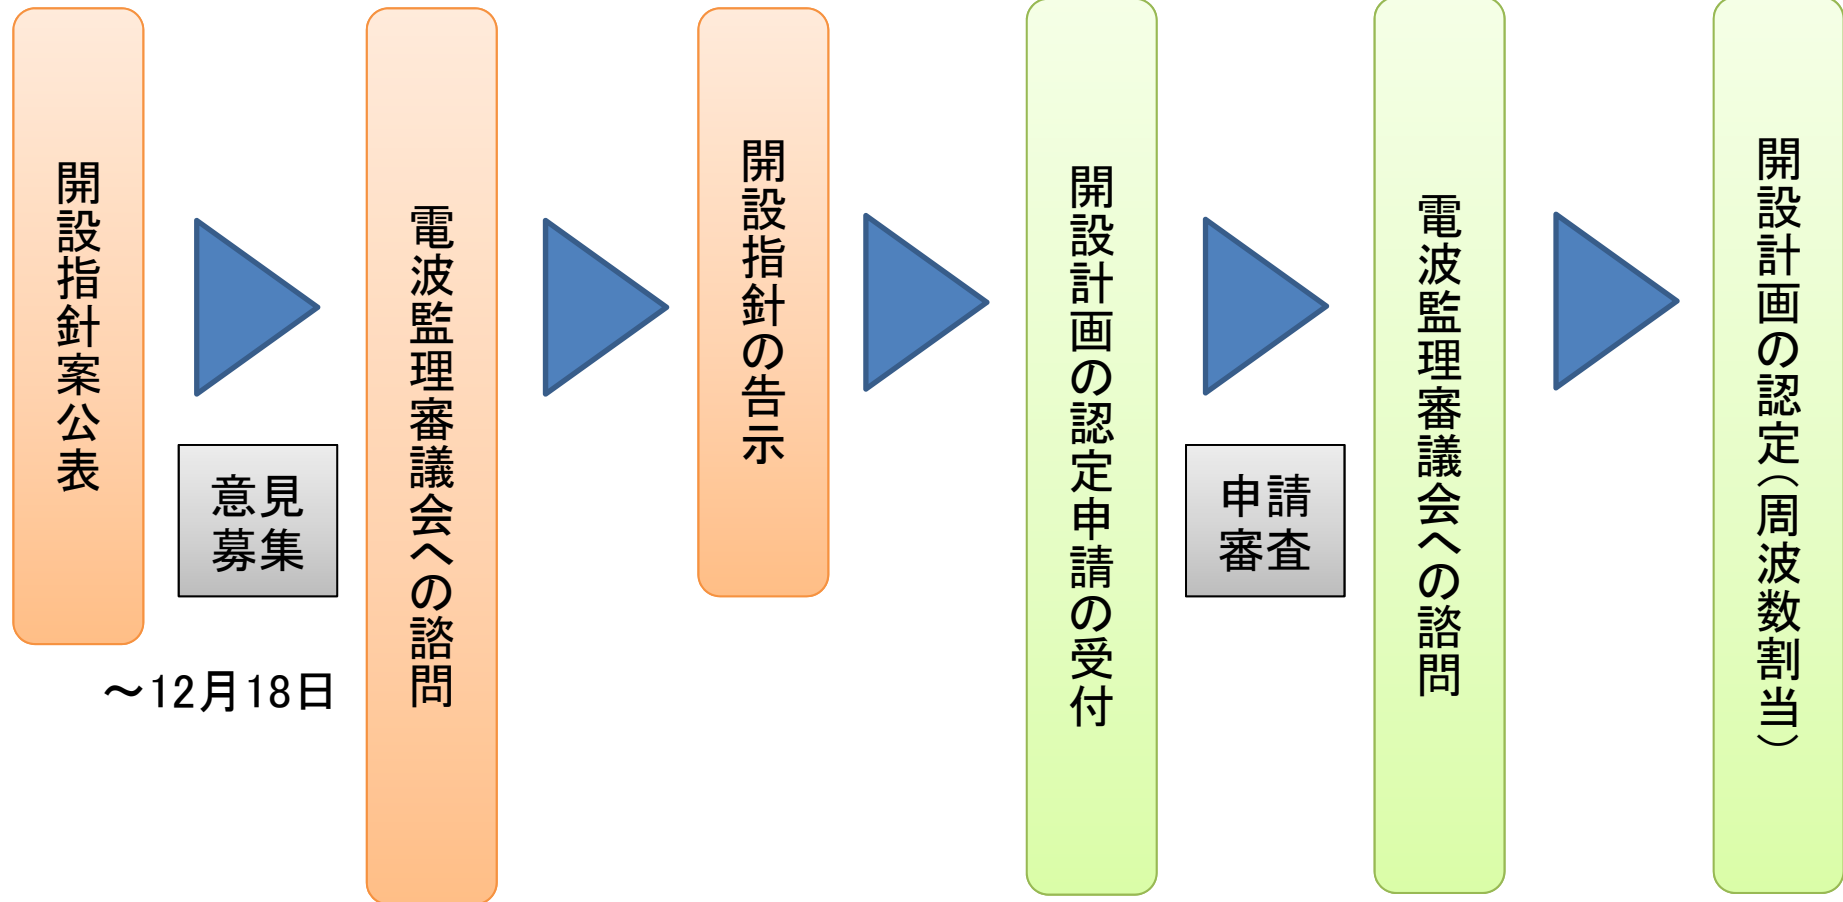 開設指針案公表
意見
募集
～12月18日
電波監理審議会への諮問
開設指針の告示
開設計画の認定申請の受付
申請
審査
電波監理審議会への諮問
開設計画の認定（周波数割当）